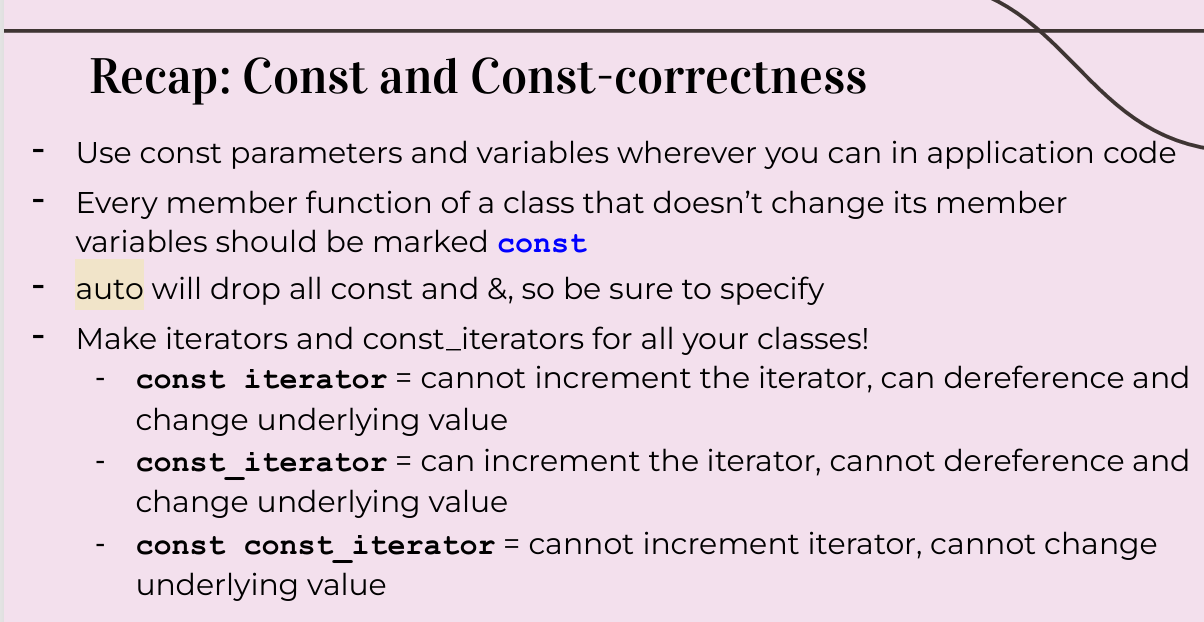 Recap: Const and Const-correctness
- Use const parameters and variables wherever you can in application code
- Every member function of a class that doesn’t change its member
variables should be marked const
- auto will drop all const and &, so be sure to specify
- Make iterators and const_iterators for all your classes!
- const iterator = cannot increment the iterator, can dereference and
change underlying value
- const_iterator = can increment the iterator, cannot dereference and
change underlying value
- const const_iterator = cannot increment iterator, cannot change
underlying value